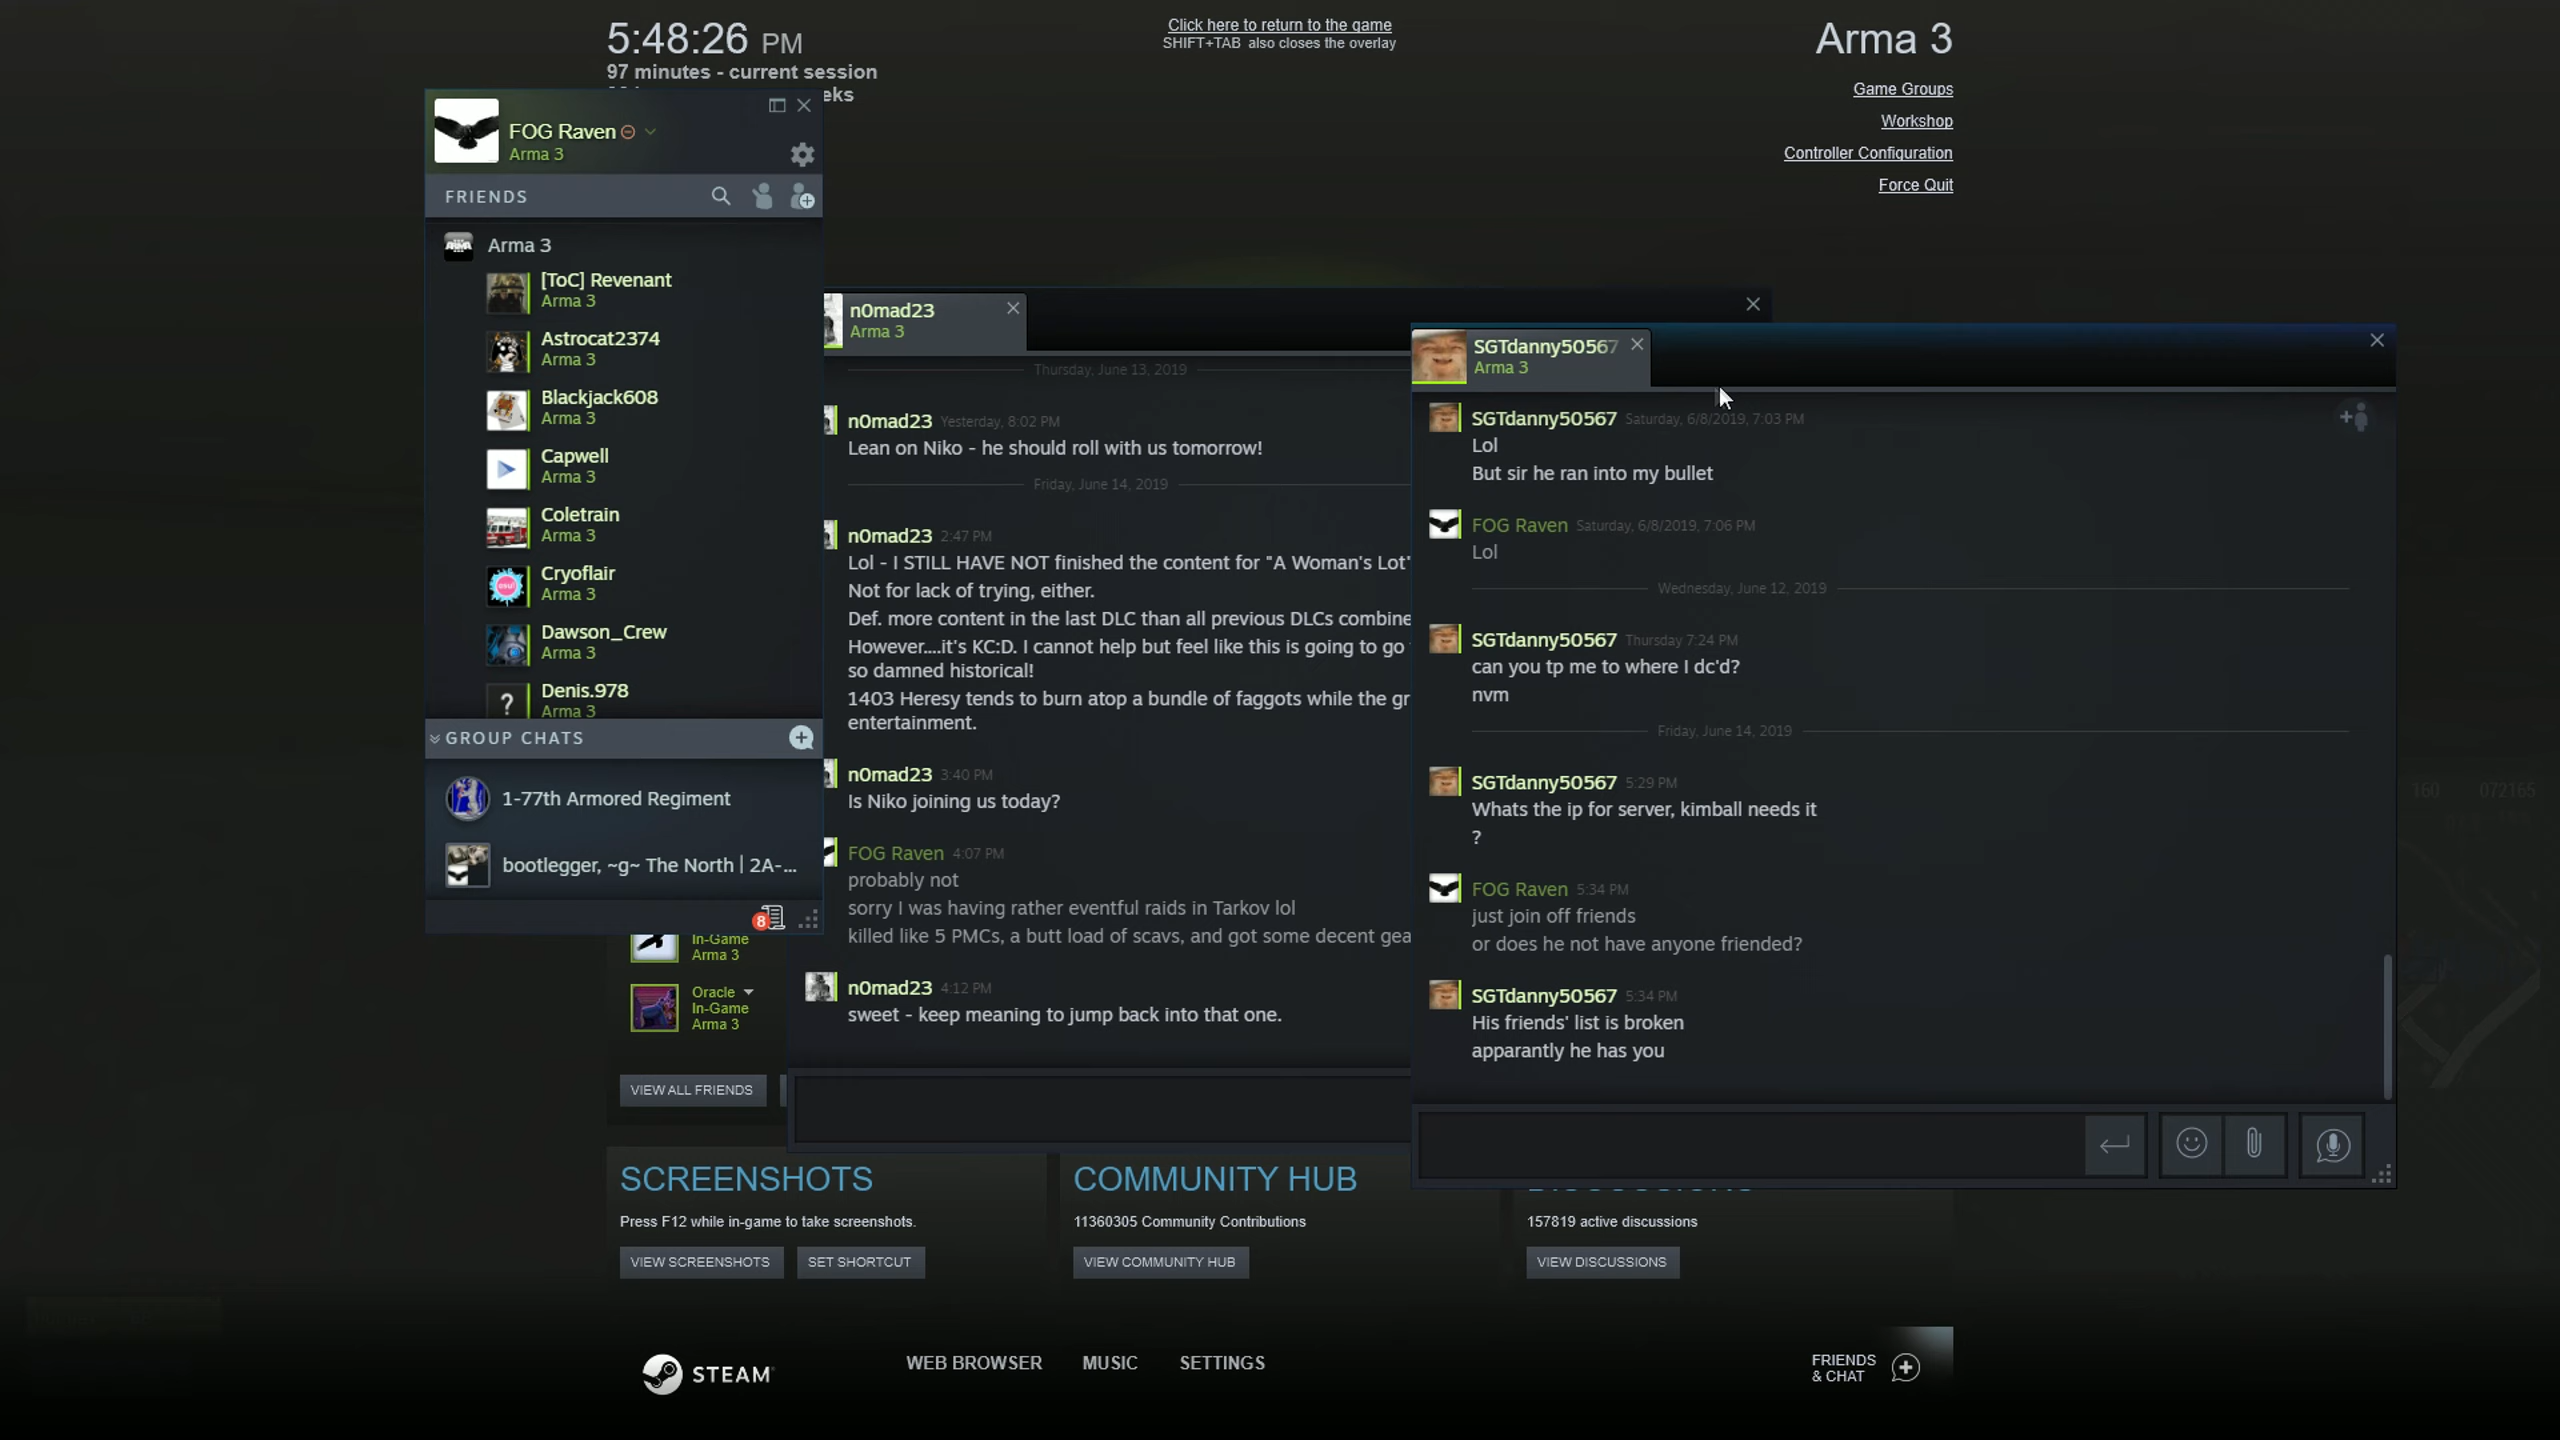 5:48:26 PM
97 minutes - current session
eks
Click here to return to the game
SHIFT+TAB also closes the overlay
Arma 3
Game Groups
Workshop
Controller Configuration
Force Quit
FOG Raven
Arma 3
FRIENDS
Arma 3
[ToC] Revenant
Arma 3
Astrocat2374
Arma 3
Blackjack608
Arma 3
Capwell
Arma 3
Coletrain
Arma 3
Cryoflair
Arma 3
Dawson_Crew
Arma 3
?
Denis.978
Arma 3
GROUP CHATS
1-77th Armored Regiment
bootlegger, ~g~ The North | 2A-...
8
In-Game
Arma 3
Oracle
In-Game
Arma 3
VIEW ALL FRIENDS
n0mad23
Arma 3
Thursday, June 13, 2019
n0mad23 Yesterday, 8:02 PM
Lean on Niko - he should roll with us tomorrow!
Friday, June 14, 2019
n0mad23 2:47 PM
Lol - I STILL HAVE NOT finished the content for "A Woman's Lot"
Not for lack of trying, either.
Def. more content in the last DLC than all previous DLCs combine
However....it's KC:D. I cannot help but feel like this is going to go
so damned historical!
1403 Heresy tends to burn atop a bundle of faggots while the gr
entertainment.
n0mad23 3:40 PM
Is Niko joining us today?
FOG Raven 4:07 PM
probably not
sorry I was having rather eventful raids in Tarkov lol
killed like 5 PMCs, a butt load of scavs, and got some decent gea
n0mad23 4:12 PM
sweet - keep meaning to jump back into that one.
SGTdanny50567
Arma 3
SGTdanny50567 Saturday, 6/8/2019, 7:03 PM
Lol
But sir he ran into my bullet
FOG Raven Saturday, 6/8/2019, 7:06 PM
Lol
Wednesday, June 12, 2019
SGTdanny50567 Thursday 7:24 PM
can you tp me to where I dc'd?
nvm
Friday, June 14, 2019
SGTdanny50567 5:29 PM
Whats the ip for server, kimball needs it
?
FOG Raven 5:34 PM
just join off friends
or does he not have anyone friended?
SGTdanny50567 5:34 PM
His friends' list is broken
apparantly he has you
160 072165
SCREENSHOTS
Press F12 while in-game to take screenshots.
VIEW SCREENSHOTS
SET SHORTCUT
COMMUNITY HUB
11360305 Community Contributions
VIEW COMMUNITY HUB
157819 active discussions
VIEW DISCUSSIONS
STEAM
WEB BROWSER
MUSIC
SETTINGS
FRIENDS
& CHAT